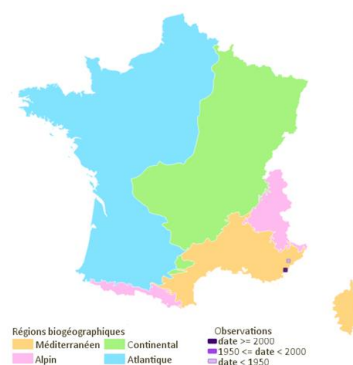 Régions biogéographiques
Méditerranéen
Continental
Alpin
Atlantique
Observations
date >= 2000
1950 <= date < 2000
date < 1950